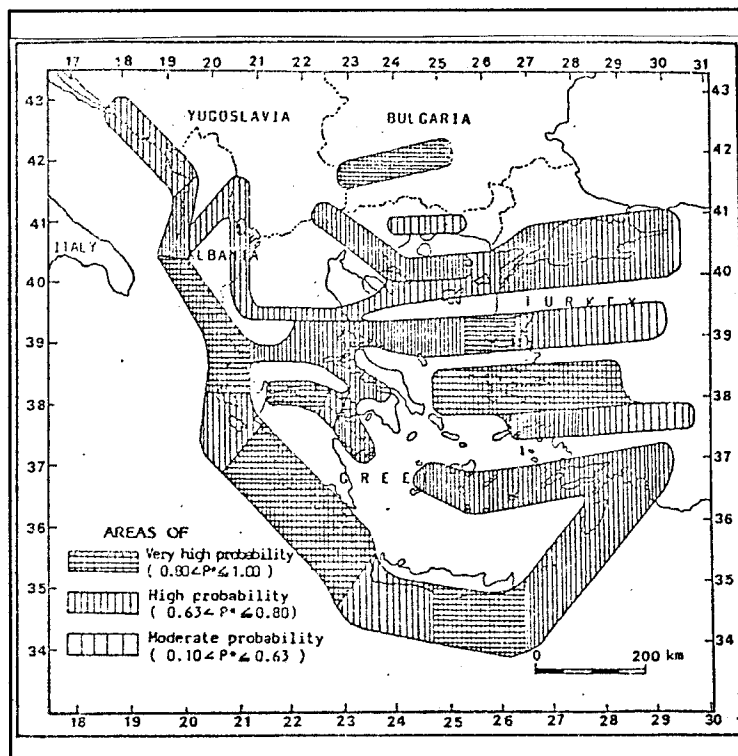 17 18 19 20 21 22 23 24 25 26 27 28 29 30 31
43 43
YUGOSLAVIA BULGARIA
42 42
41 41
ITALY LBANIA
40 40
TURKEY
39 39
38 38
37 37
GREE
36 36
AREAS OF
Very high probability
( 0.80 < P* ≤ 1.00 )
35 35
High probability
( 0.63 < P* ≤ 0.80)
Moderate probability
( 0.10 < P* ≤ 0.63 )
34 34
0 200 km
18 19 20 21 22 23 24 25 26 27 28 29 30